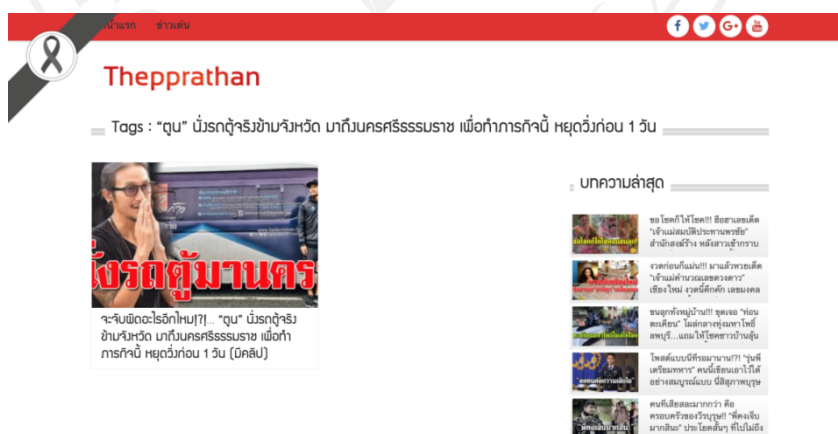 หน้าแรก ข่าวเด่น
Thepprathan
Tags : “ตูน” นั่งรถตู้จริงข้ามจังหวัด มาถึงนครศรีธรรมราช เพื่อทำภารกิจนี้ หยุดวิ่งก่อน 1 วัน
นั่งรถตู้มานคร
จะจับผิดอะไรอีกไหม!?!... “ตูน” นั่งรถตู้จริง
ข้ามจังหวัด มาถึงนครศรีธรรมราช เพื่อทำ
ภารกิจนี้ หยุดวิ่งก่อน 1 วัน (มีคลิป)
บทความล่าสุด
ขอโชคก็ให้โชค!!! ฮือฮาเลขเด็ด
"เจ้าแม่สมบัติประทานพรชัย"
สำนักสงฆ์ร้าง หลังสาวเข้ากราบ
งวดก่อนก็แม่น!!! มาแล้วหวยเด็ด
"เจ้าแม่คำนวณเลขดวงดาว"
เชียงใหม่ งวดนี้คึกคัก เลขมงคล
ขนลุกทั้งหมู่บ้าน!!! ขุดเจอ "ท่อน
ตะเคียน" โผล่กลางทุ่งมหาโพธิ์
ลพบุรี...แถมให้โชคชาวบ้านลุ้น
โพสต์แบบนี้ที่รอมานาน!?! "รุ่นพี่
เตรียมทหาร" คนนี้เขียนเอาไว้ได้
อย่างสมบูรณ์แบบ นี่สิสุภาพบุรุษ
คนที่เสียสละมากกว่า คือ
ครอบครัวของวีรบุรุษ!! "พี่คงเจ็บ
มากสินะ" ประโยคสั้นๆ ที่ไปไม่ถึง